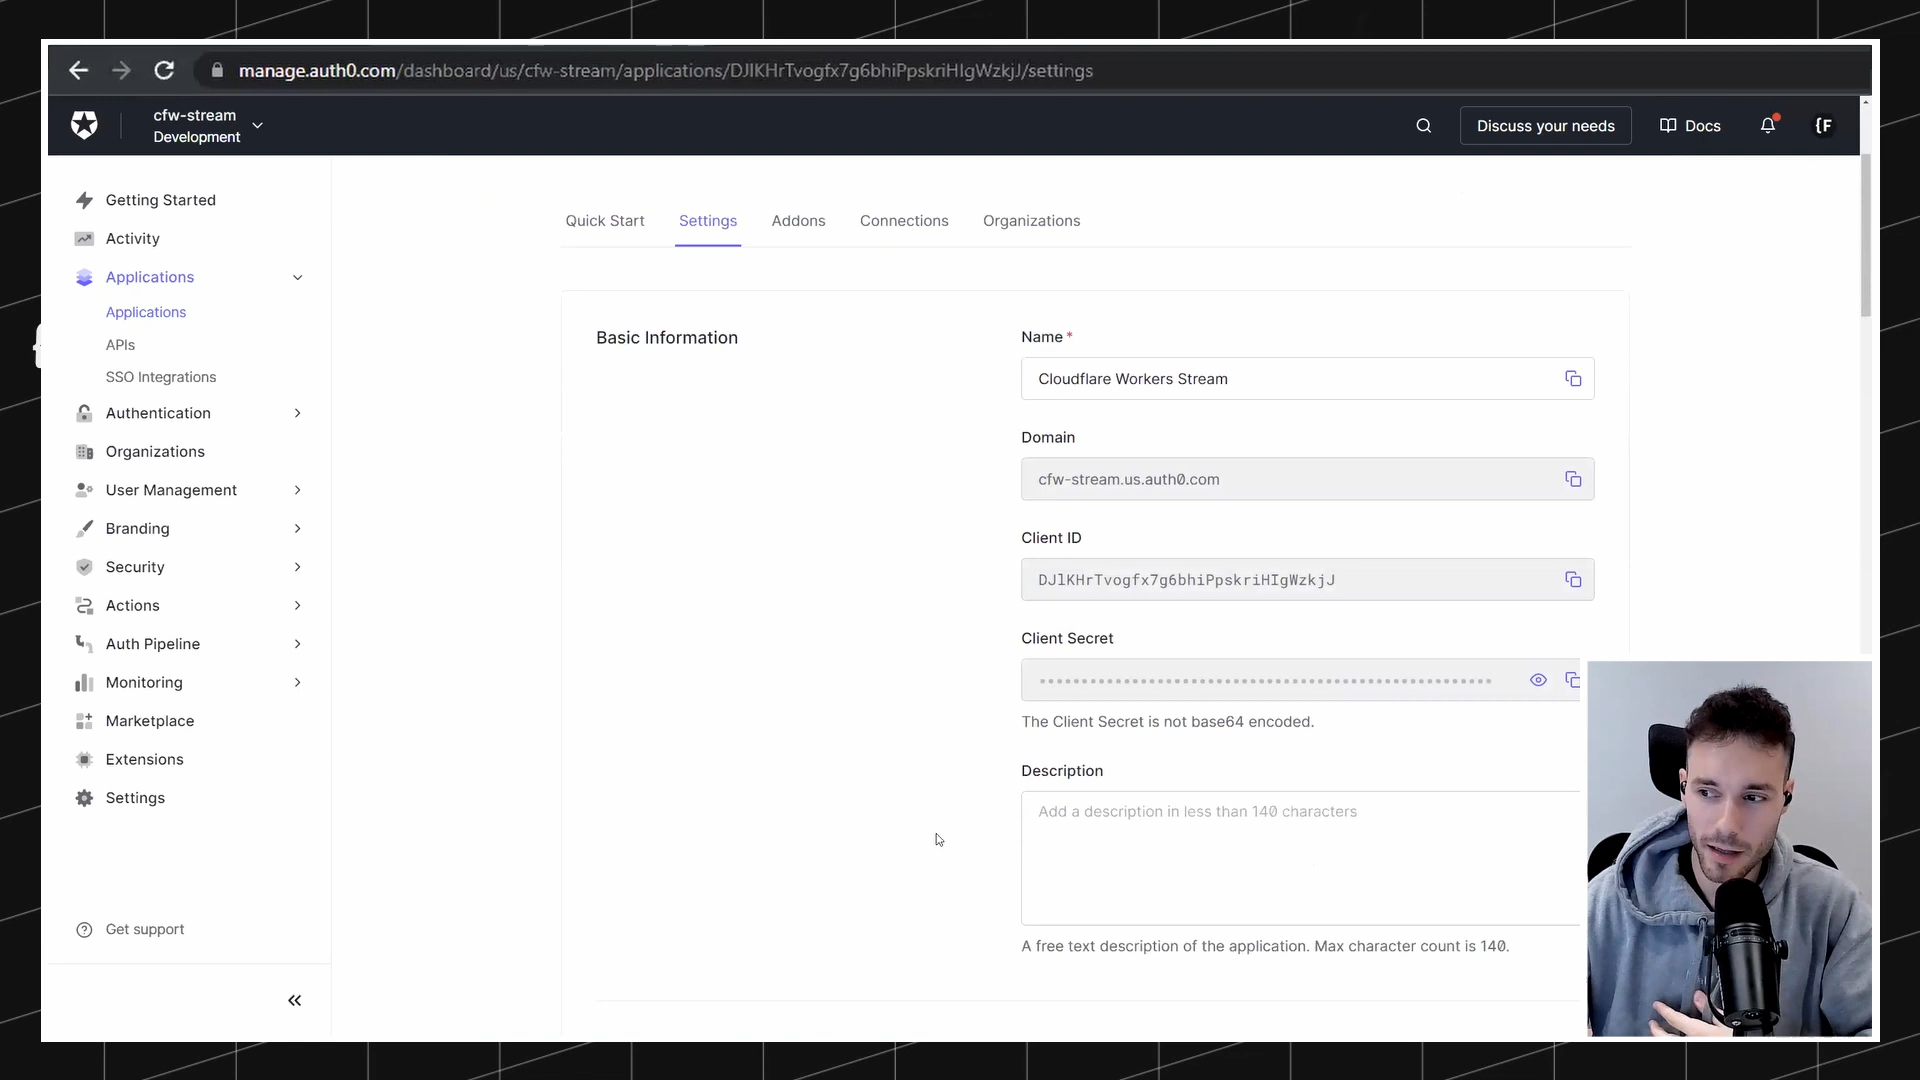 manage.auth0.com/dashboard/us/cfw-stream/applications/DJlKHrTvogfx7g6bhiPpskriHIgWzkjJ/settings
cfw-stream
Development
Discuss your needs
Docs
{F
Getting Started
Activity
Applications
Applications
APIs
SSO Integrations
Authentication
Organizations
User Management
Branding
Security
Actions
Auth Pipeline
Monitoring
Marketplace
Extensions
Settings
Get support
Quick Start
Settings
Addons
Connections
Organizations
Basic Information
Name *
Cloudflare Workers Stream
Domain
cfw-stream.us.auth0.com
Client ID
DJlKHrTvogfx7g6bhiPpskriHIgWzkjJ
Client Secret
The Client Secret is not base64 encoded.
Description
Add a description in less than 140 characters
A free text description of the application. Max character count is 140.